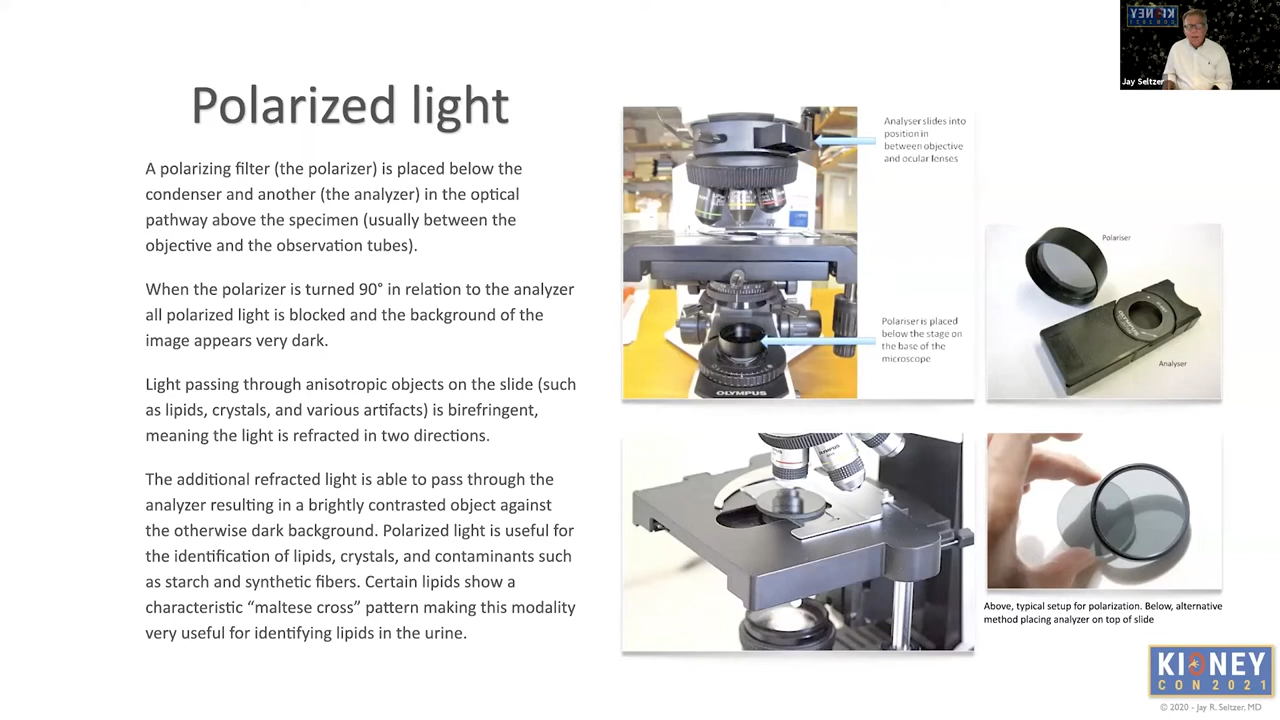 KIDNEY
CON 2021
Jay Seltzer
Polarized light
A polarizing filter (the polarizer) is placed below the
condenser and another (the analyzer) in the optical
pathway above the specimen (usually between the
objective and the observation tubes).
When the polarizer is turned 90° in relation to the analyzer
all polarized light is blocked and the background of the
image appears very dark.
Light passing through anisotropic objects on the slide (such
as lipids, crystals, and various artifacts) is birefringent,
meaning the light is refracted in two directions.
The additional refracted light is able to pass through the
analyzer resulting in a brightly contrasted object against
the otherwise dark background. Polarized light is useful for
the identification of lipids, crystals, and contaminants such
as starch and synthetic fibers. Certain lipids show a
characteristic “maltese cross” pattern making this modality
very useful for identifying lipids in the urine.
Analyser slides into
position in
between objective
and ocular lenses
Polariser is placed
below the stage on
the base of the
microscope
OLYMPUS
Polariser
Analyser
Above, typical setup for polarization. Below, alternative
method placing analyzer on top of slide
KIDNEY
CON 2021
© 2020 - Jay R. Seltzer, MD